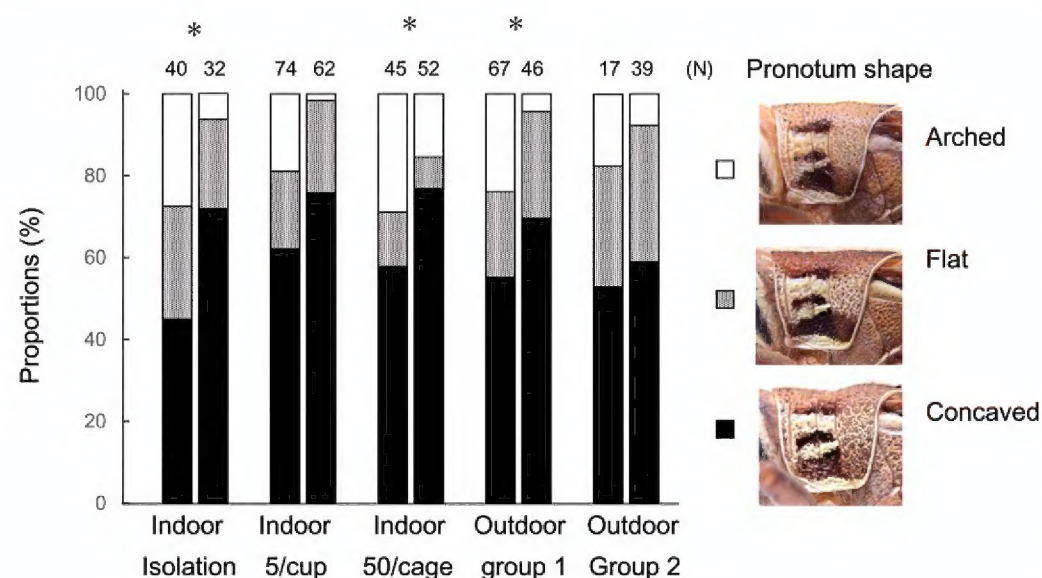 * * *
40 32 74 62 45 52 67 46 17 39 (N) Pronotum shape
100
80
60
40
20
0
Proportions (%)
Arched
Flat
Concaved
Indoor Indoor Indoor Outdoor Outdoor
Isolation 5/cup 50/cage group 1 Group 2